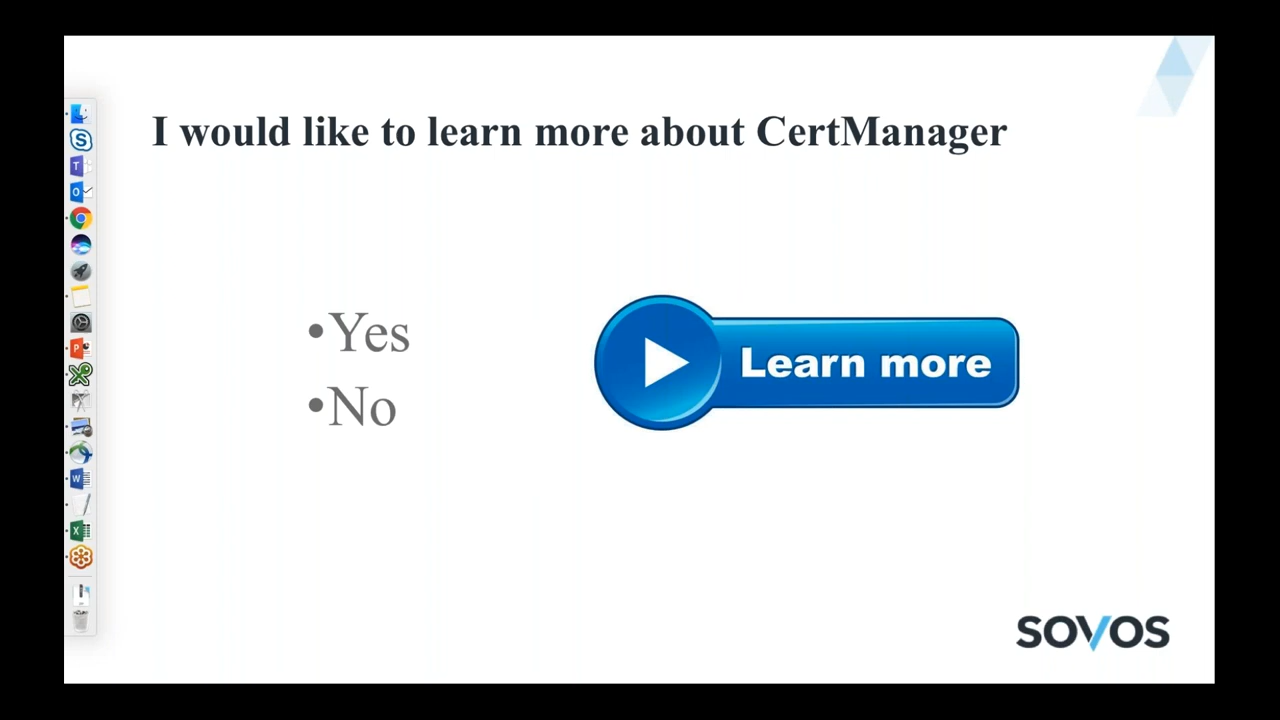 I would like to learn more about CertManager
•Yes
•No
Learn more
SOVOS